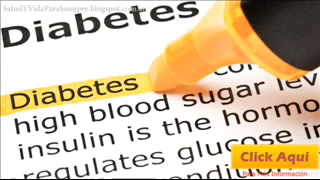 SaludYVidaParaSiempre.blogspot.com
Diabetes
Diabetes
high blood sugar lev
insulin is the hormo
regulates glucose in
Click Aquí
Para Más Información